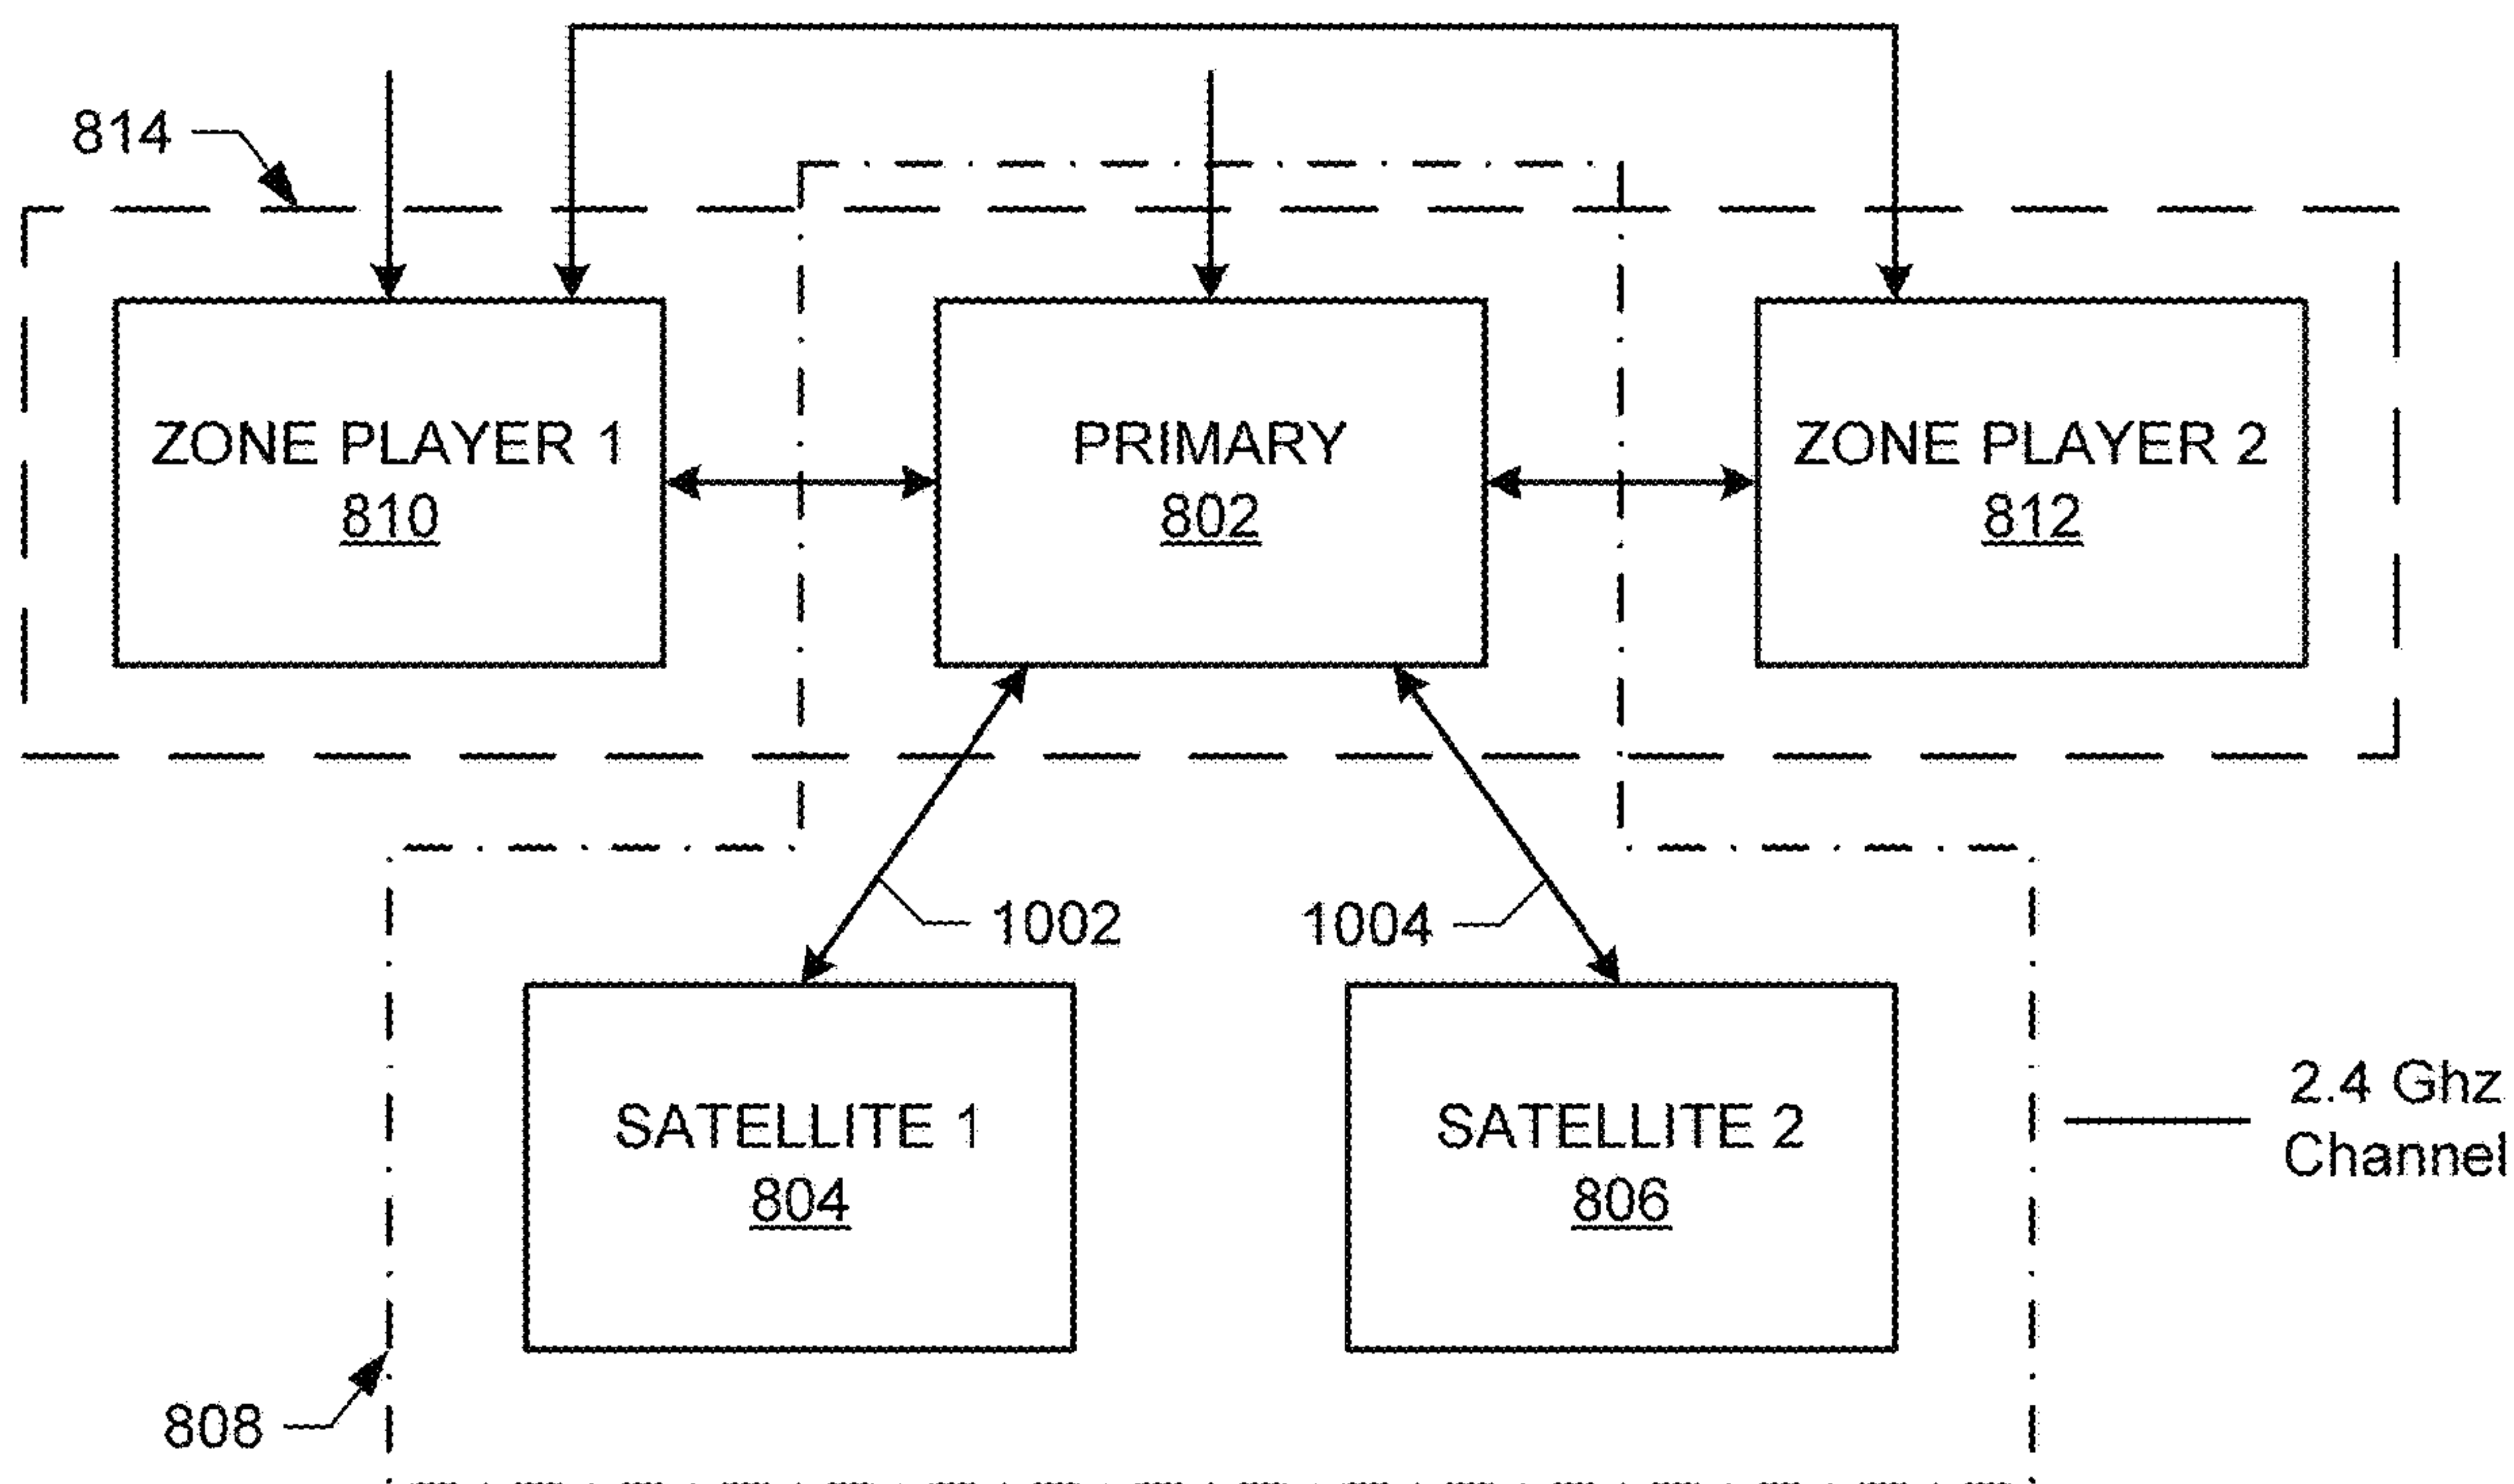 814
ZONE PLAYER 1
810
PRIMARY
802
ZONE PLAYER 2
812
1002
1004
SATELLITE 1
804
SATELLITE 2
806
2.4 Ghz
Channel
808